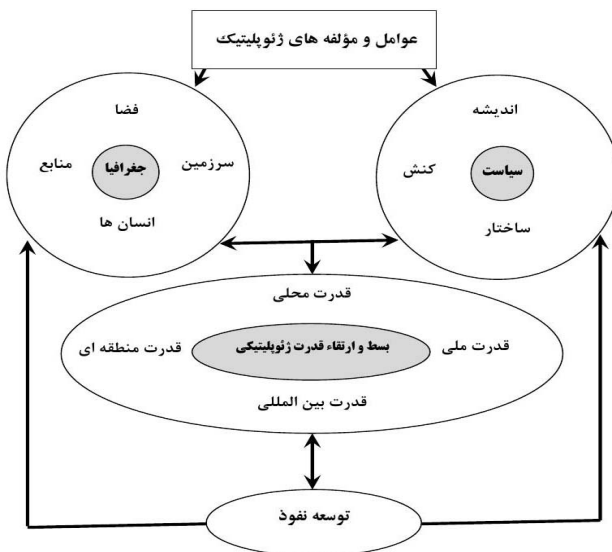 عوامل و مؤلفه های ژئوپلیتیک
اندیشه
کنش
سیاست
ساختار
فضا
سرزمین
جغرافیا
منابع
انسان ها
قدرت محلی
قدرت ملی
بسط و ارتقاء قدرت ژئوپلیتیکی
قدرت منطقه ای
قدرت بین المللی
توسعه نفوذ